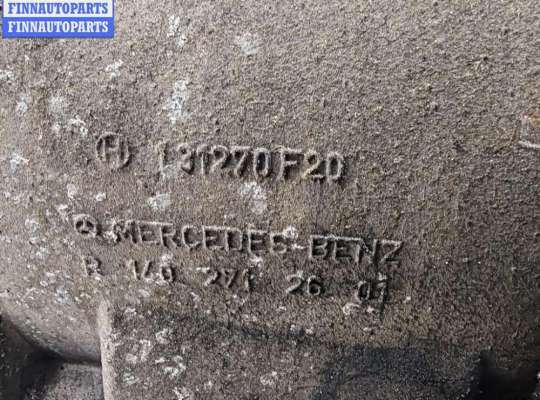 FINNAUTOPARTS
FINNAUTOPARTS
H 131270F20
MERCEDES-BENZ
R 140 271 26 01